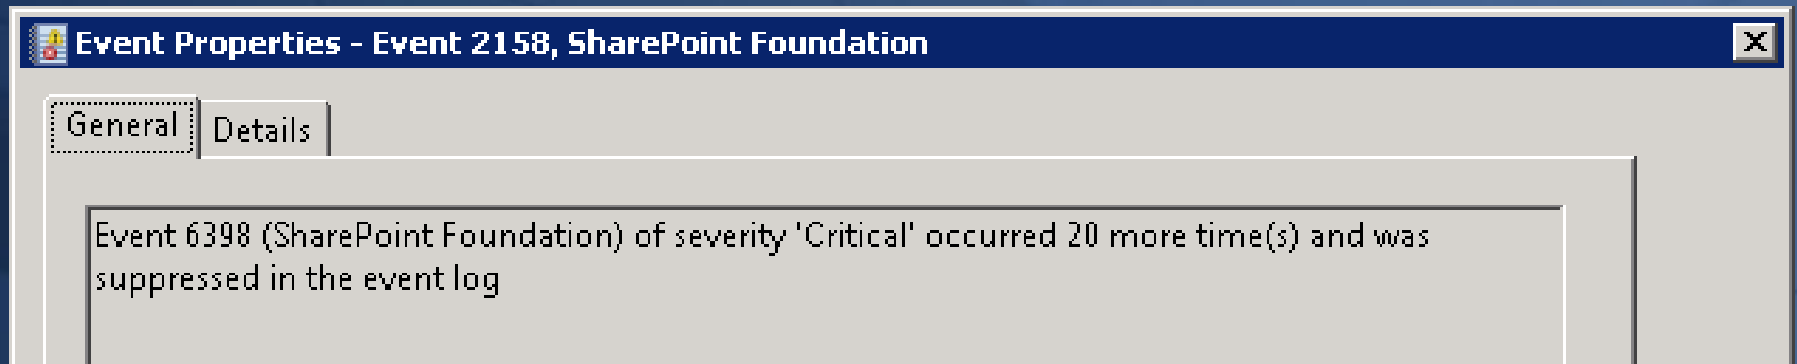 Event Properties - Event 2158, SharePoint Foundation
General Details
Event 6398 (SharePoint Foundation) of severity 'Critical' occurred 20 more time(s) and was
suppressed in the event log